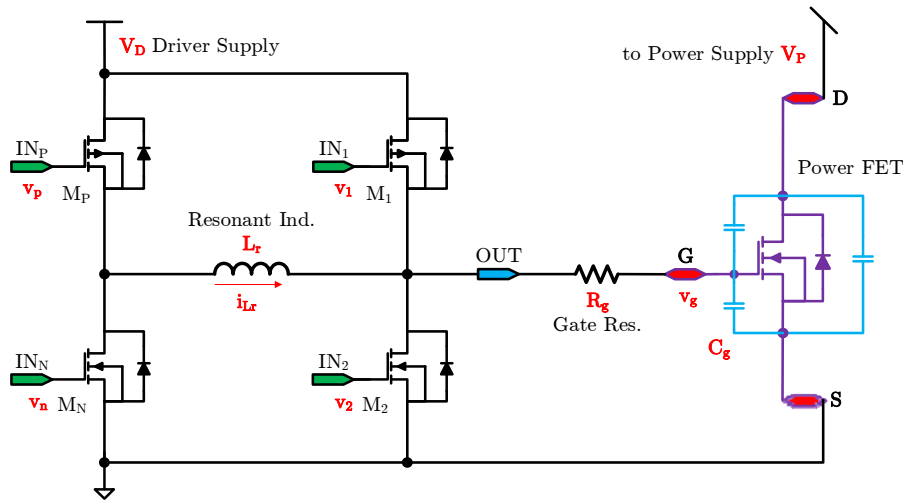 V_D Driver Supply
to Power Supply V_P
D
IN_P
v_p
M_P
IN_1
v_1
M_1
Power FET
Resonant Ind.
L_r
i_Lr
OUT
G
v_g
R_g
Gate Res.
C_g
IN_N
v_n
M_N
IN_2
v_2
M_2
S